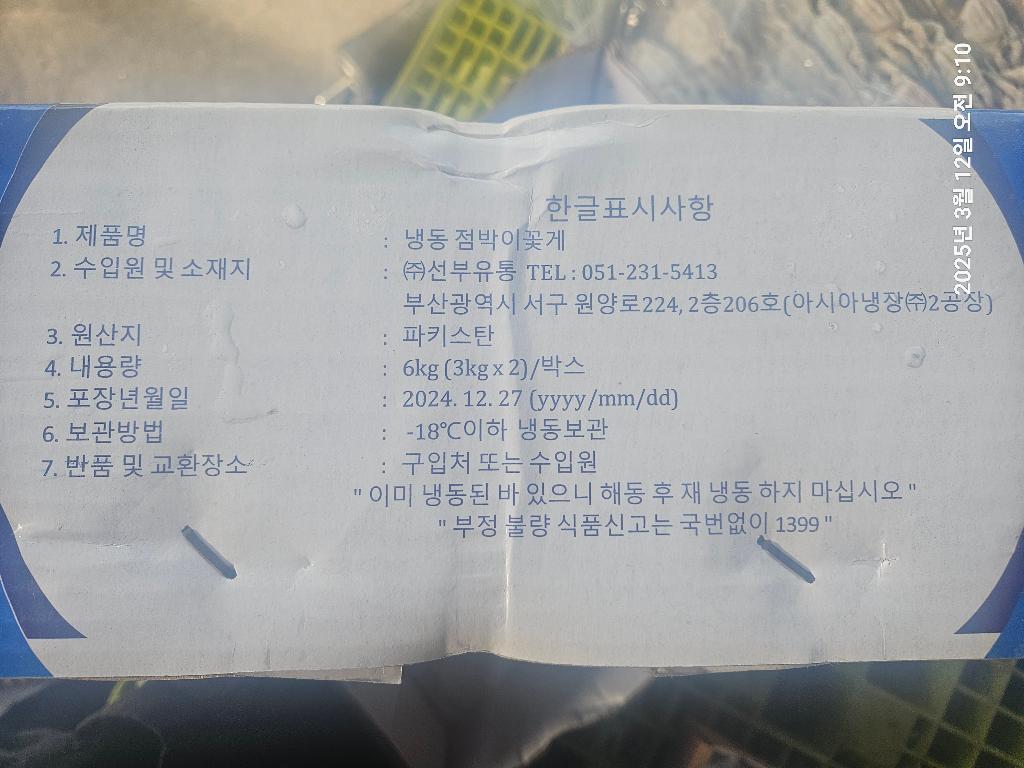 한글표시사항
1. 제품명 : 냉동 점박이꽃게
2. 수입원 및 소재지 : ㈜선부유통 TEL : 051-231-5413
부산광역시 서구 원양로224, 2층206호(아시아냉장㈜2공장)
3. 원산지 : 파키스탄
4. 내용량 : 6kg (3kg x 2)/박스
5. 포장년월일 : 2024. 12. 27 (yyyy/mm/dd)
6. 보관방법 : -18℃이하 냉동보관
7. 반품 및 교환장소 : 구입처 또는 수입원
" 이미 냉동된 바 있으니 해동 후 재 냉동 하지 마십시오 "
" 부정 불량 식품신고는 국번없이 1399 "
2025년 3월 12일 오전 9:10